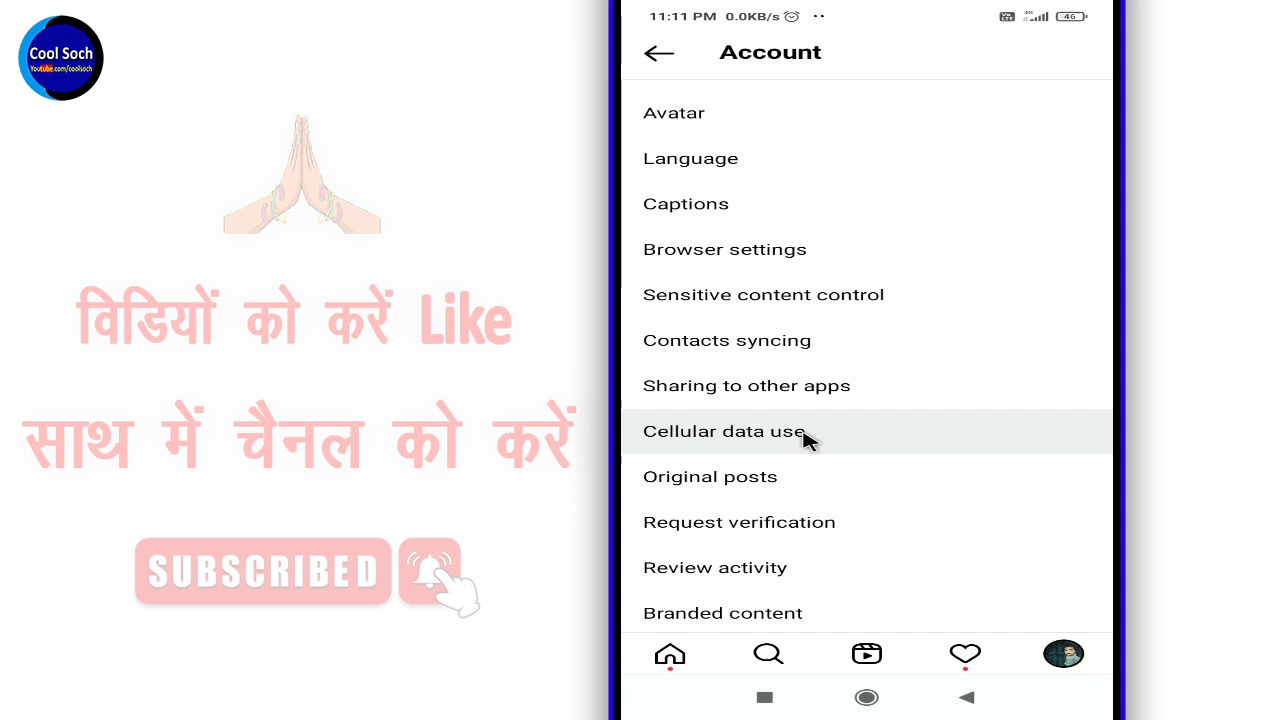 Cool Soch
Youtube.com/coolsoch
विडियों को करें Like
साथ में चैनल को करें
SUBSCRIBED
11:11 PM 0.0KB/s
4G
46
Account
Avatar
Language
Captions
Browser settings
Sensitive content control
Contacts syncing
Sharing to other apps
Cellular data use
Original posts
Request verification
Review activity
Branded content